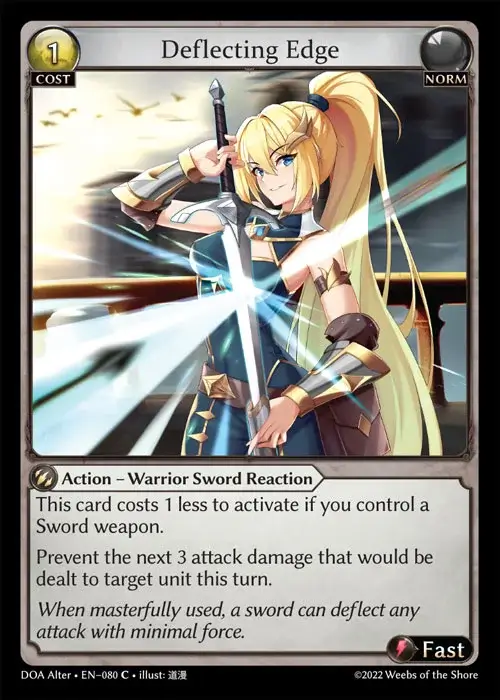 1
Deflecting Edge
COST
NORM
Action – Warrior Sword Reaction
This card costs 1 less to activate if you control a
Sword weapon.
Prevent the next 3 attack damage that would be
dealt to target unit this turn.
When masterfully used, a sword can deflect any
attack with minimal force.
Fast
DOA Alter • EN–080 C • illust: 道漫
©2022 Weebs of the Shore